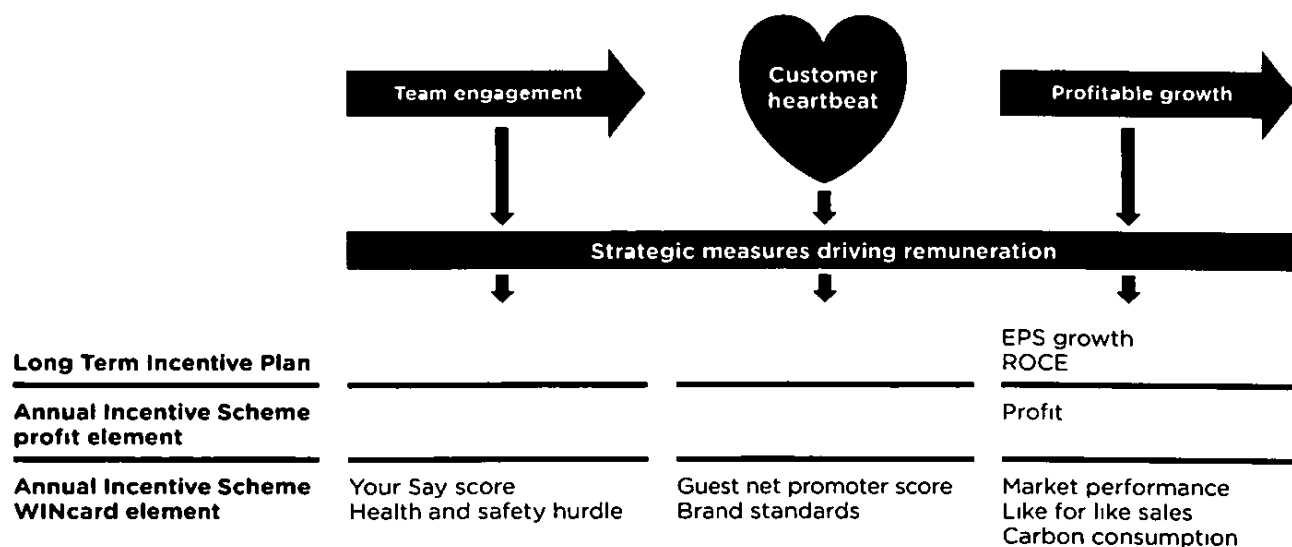 Team engagement
Customer
heartbeat
Profitable growth
Strategic measures driving remuneration
Long Term Incentive Plan
EPS growth
ROCE
Annual Incentive Scheme
profit element
Profit
Annual Incentive Scheme
WINcard element
Your Say score
Health and safety hurdle
Guest net promoter score
Brand standards
Market performance
Like for like sales
Carbon consumption